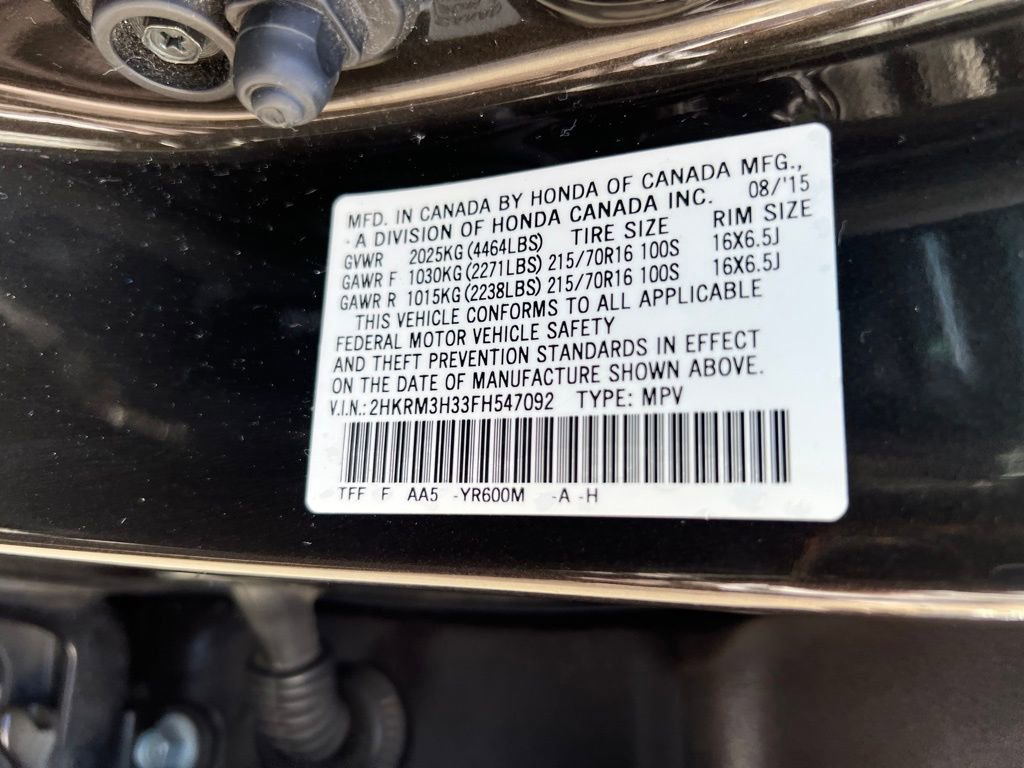 MFD. IN CANADA BY HONDA OF CANADA MFG.,
- A DIVISION OF HONDA CANADA INC. 08/'15
GVWR 2025KG (4464LBS) TIRE SIZE RIM SIZE
GAWR F 1030KG (2271LBS) 215/70R16 100S 16X6.5J
GAWR R 1015KG (2238LBS) 215/70R16 100S 16X6.5J
THIS VEHICLE CONFORMS TO ALL APPLICABLE
FEDERAL MOTOR VEHICLE SAFETY
AND THEFT PREVENTION STANDARDS IN EFFECT
ON THE DATE OF MANUFACTURE SHOWN ABOVE.
V.I.N.: 2HKRM3H33FH547092 TYPE: MPV
TFF F AA5 -YR600M -A -H